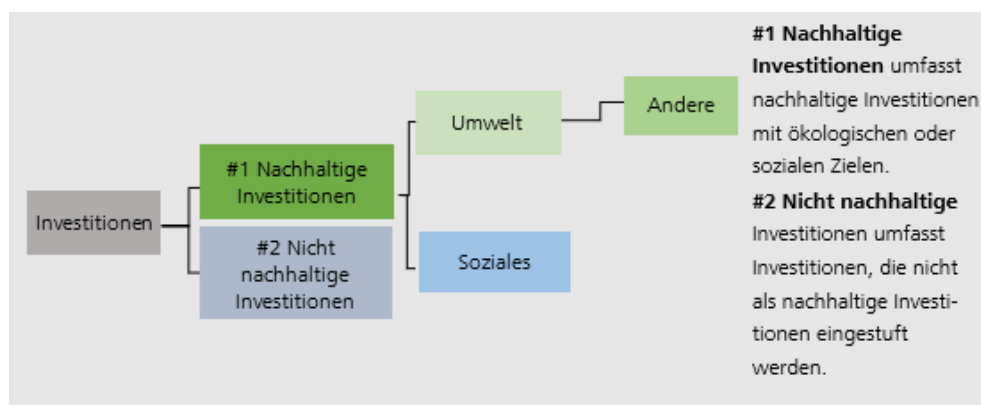 Investitionen
#1 Nachhaltige
Investitionen
#2 Nicht
nachhaltige
Investitionen
Umwelt
Soziales
Andere
#1 Nachhaltige
Investitionen umfasst
nachhaltige Investitionen
mit ökologischen oder
sozialen Zielen.
#2 Nicht nachhaltige
Investitionen umfasst
Investitionen, die nicht
als nachhaltige Investi-
tionen eingestuft
werden.